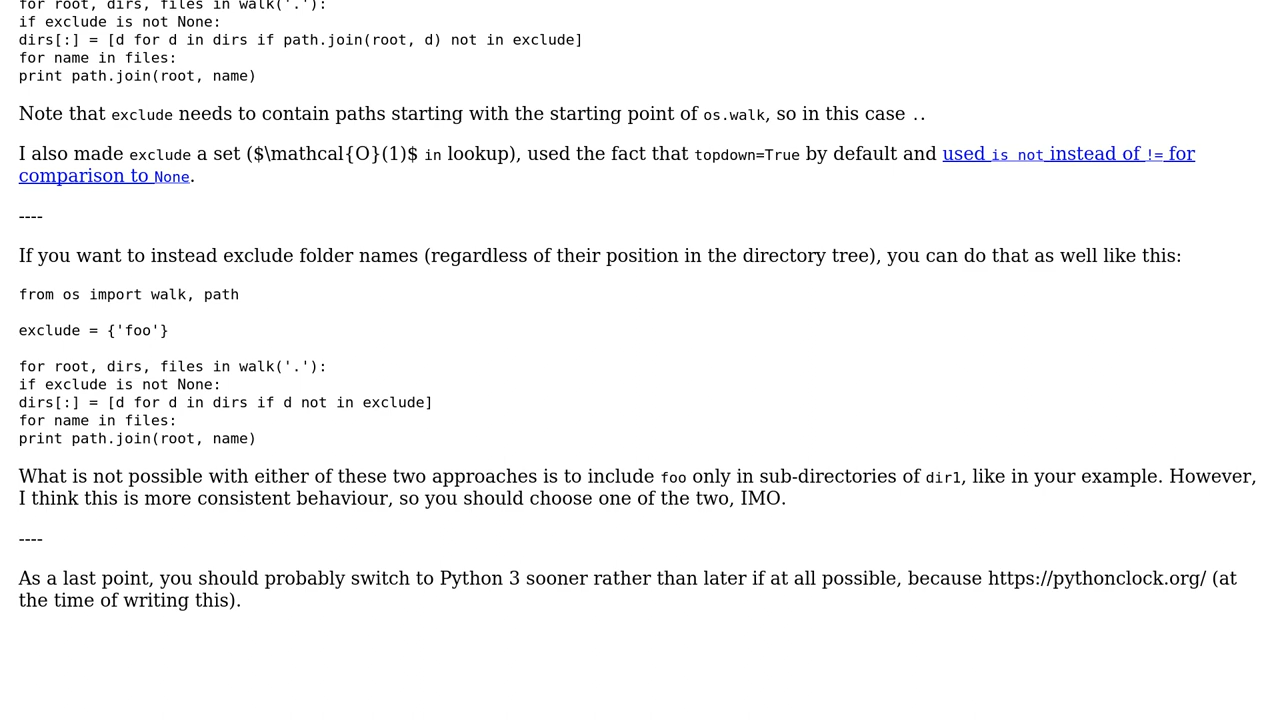 for root, dirs, files in walk('.'):
if exclude is not None:
dirs[:] = [d for d in dirs if path.join(root, d) not in exclude]
for name in files:
print path.join(root, name)
Note that exclude needs to contain paths starting with the starting point of os.walk, so in this case ..
I also made exclude a set ($\mathcal{O}(1)$ in lookup), used the fact that topdown=True by default and used is not instead of != for
comparison to None.
----
If you want to instead exclude folder names (regardless of their position in the directory tree), you can do that as well like this:
from os import walk, path
exclude = {'foo'}
for root, dirs, files in walk('.'):
if exclude is not None:
dirs[:] = [d for d in dirs if d not in exclude]
for name in files:
print path.join(root, name)
What is not possible with either of these two approaches is to include foo only in sub-directories of dir1, like in your example. However,
I think this is more consistent behaviour, so you should choose one of the two, IMO.
----
As a last point, you should probably switch to Python 3 sooner rather than later if at all possible, because https://pythonclock.org/ (at
the time of writing this).